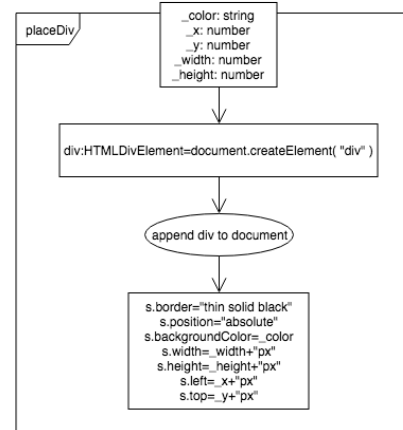 placeDiv
_color: string
_x: number
_y: number
_width: number
_height: number
div:HTMLDivElement=document.createElement( "div" )
append div to document
s.border="thin solid black"
s.position="absolute"
s.backgroundColor=_color
s.width=_width+"px"
s.height=_height+"px"
s.left=_x+"px"
s.top=_y+"px"